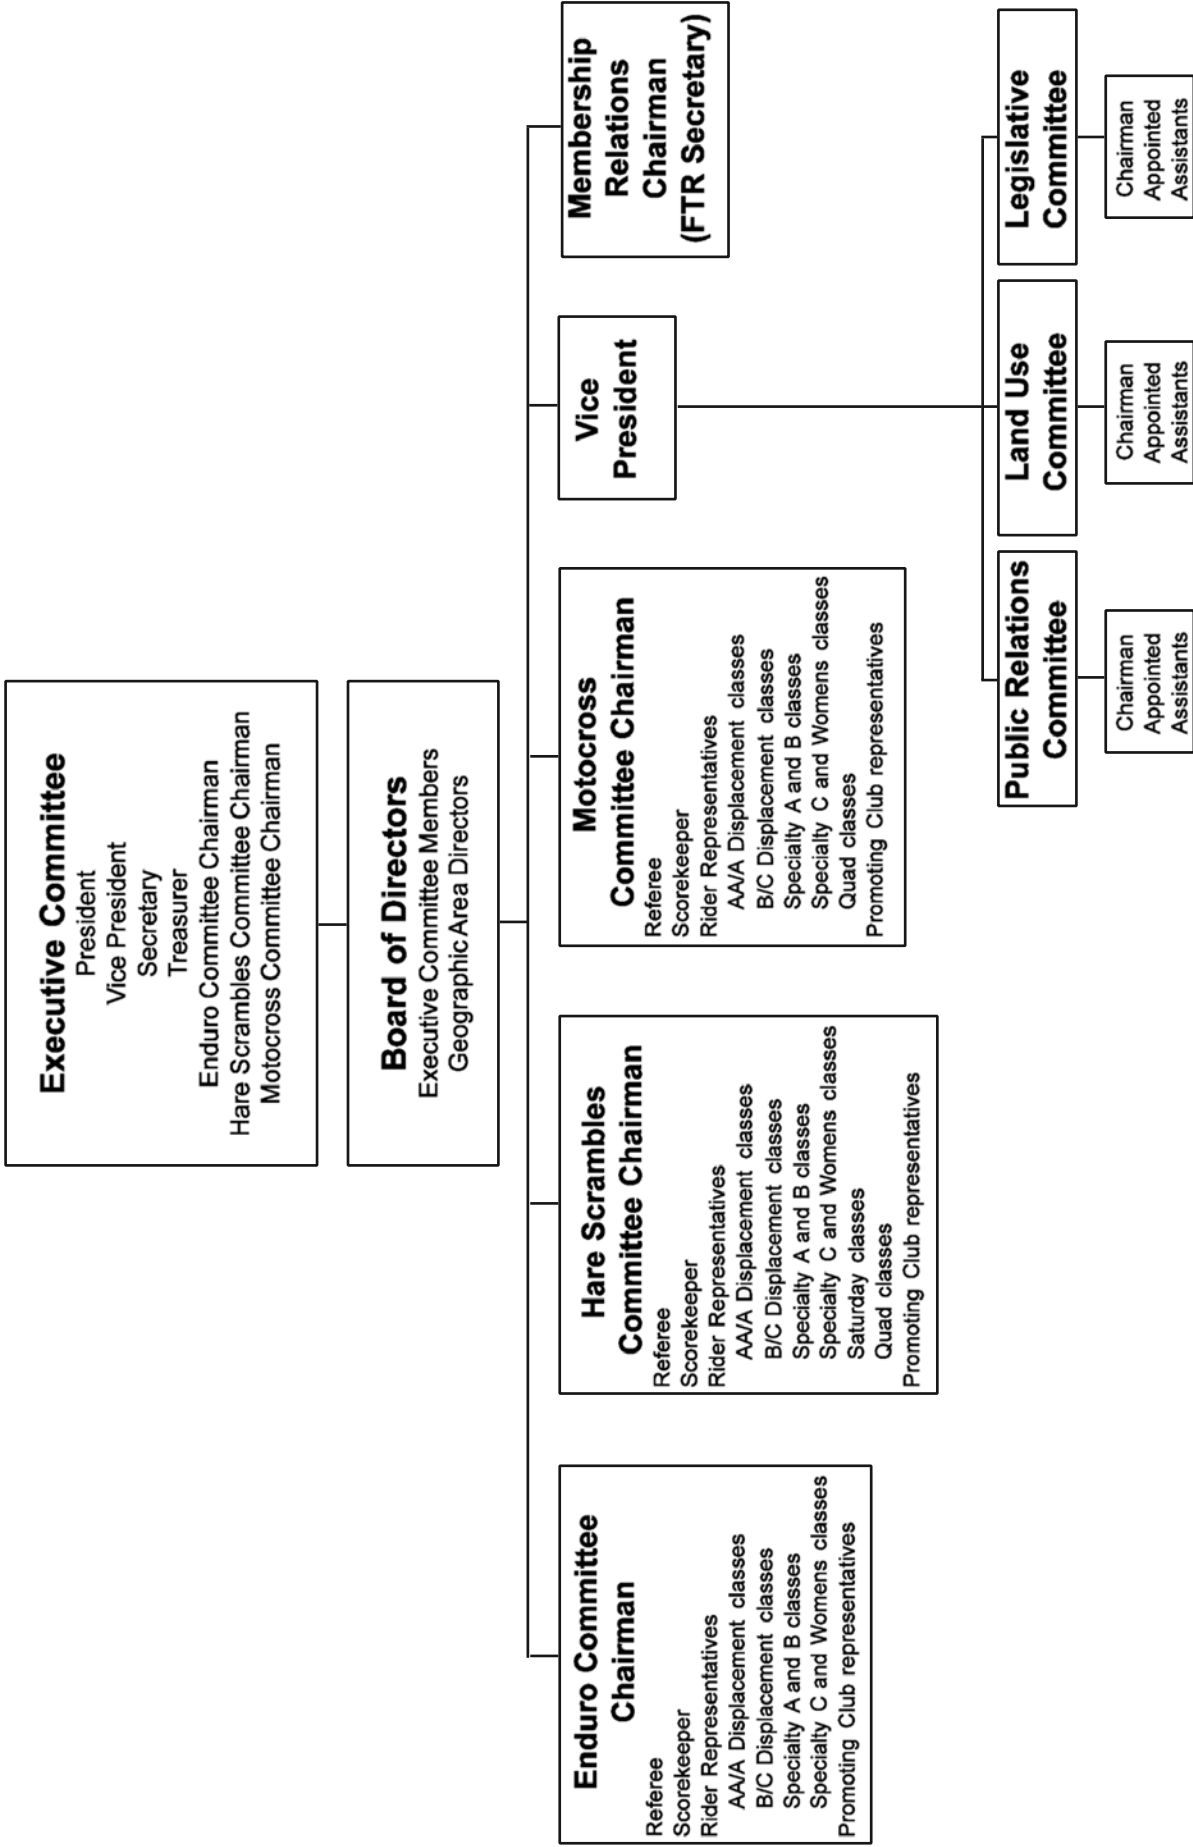 Executive Committee
President
Vice President
Secretary
Treasurer
Enduro Committee Chairman
Hare Scrambles Committee Chairman
Motocross Committee Chairman
Board of Directors
Executive Committee Members
Geographic Area Directors
Enduro Committee
Chairman
Referee
Scorekeeper
Rider Representatives
AA/A Displacement classes
B/C Displacement classes
Specialty A and B classes
Specialty C and Womens classes
Promoting Club representatives
Hare Scrambles
Committee Chairman
Referee
Scorekeeper
Rider Representatives
AA/A Displacement classes
B/C Displacement classes
Specialty A and B classes
Specialty C and Womens classes
Saturday classes
Quad classes
Promoting Club representatives
Motocross
Committee Chairman
Referee
Scorekeeper
Rider Representatives
AA/A Displacement classes
B/C Displacement classes
Specialty A and B classes
Specialty C and Womens classes
Quad classes
Promoting Club representatives
Vice
President
Membership
Relations
Chairman
(FTR Secretary)
Public Relations
Committee
Chairman
Appointed
Assistants
Land Use
Committee
Chairman
Appointed
Assistants
Legislative
Committee
Chairman
Appointed
Assistants